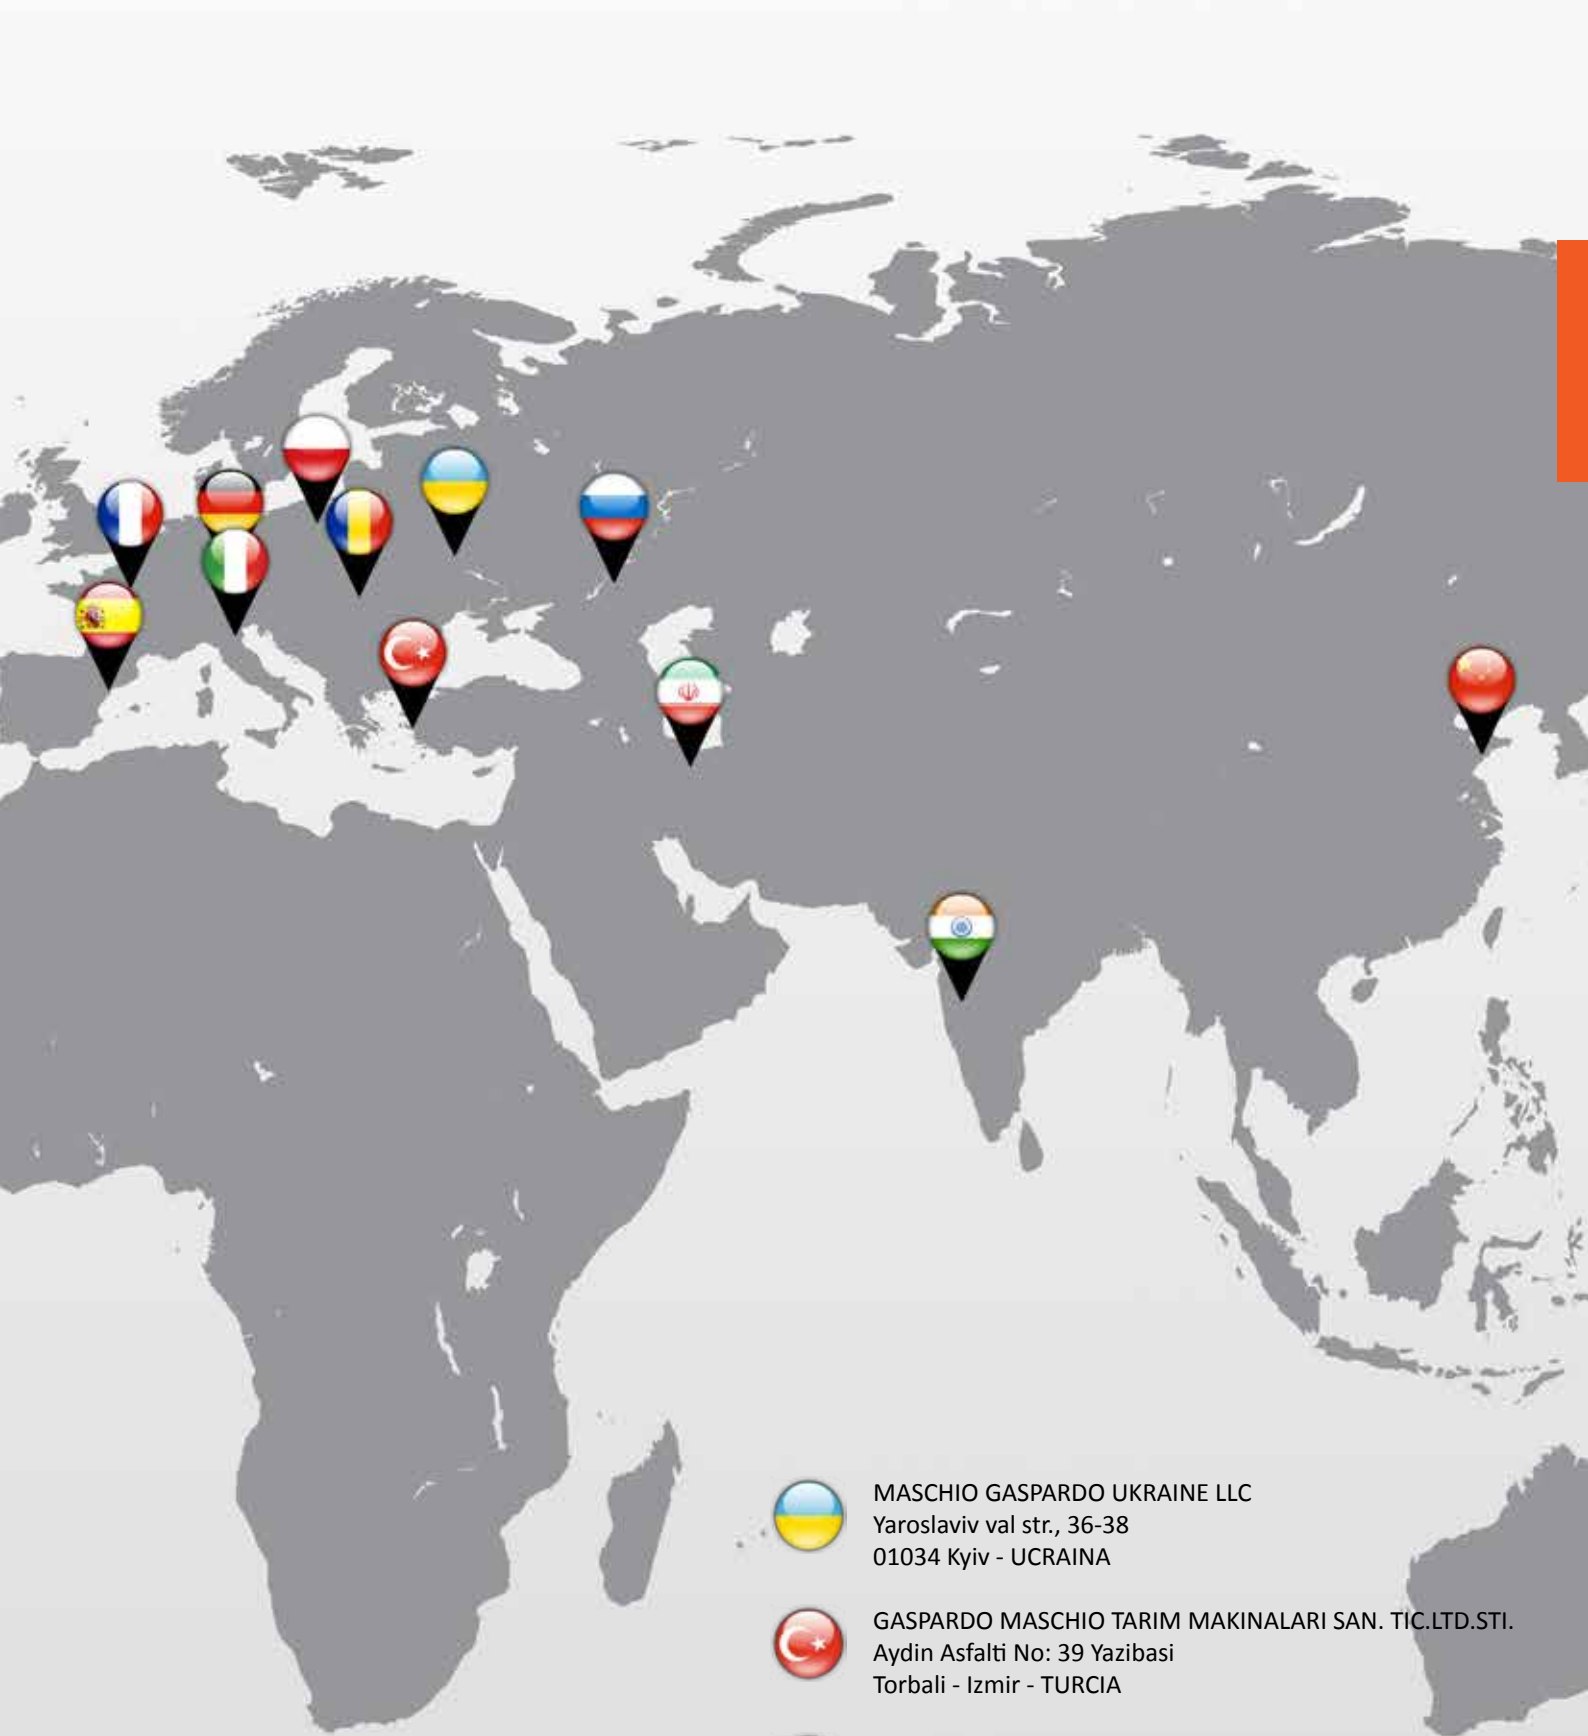 MASCHIO GASPARDO UKRAINE LLC
Yaroslaviv val str., 36-38
01034 Kyiv - UCRAINA
GASPARDO MASCHIO TARIM MAKINALARI SAN. TIC.LTD.STI.
Aydin Asfalti No: 39 Yazibasi
Torbali - Izmir - TURCIA